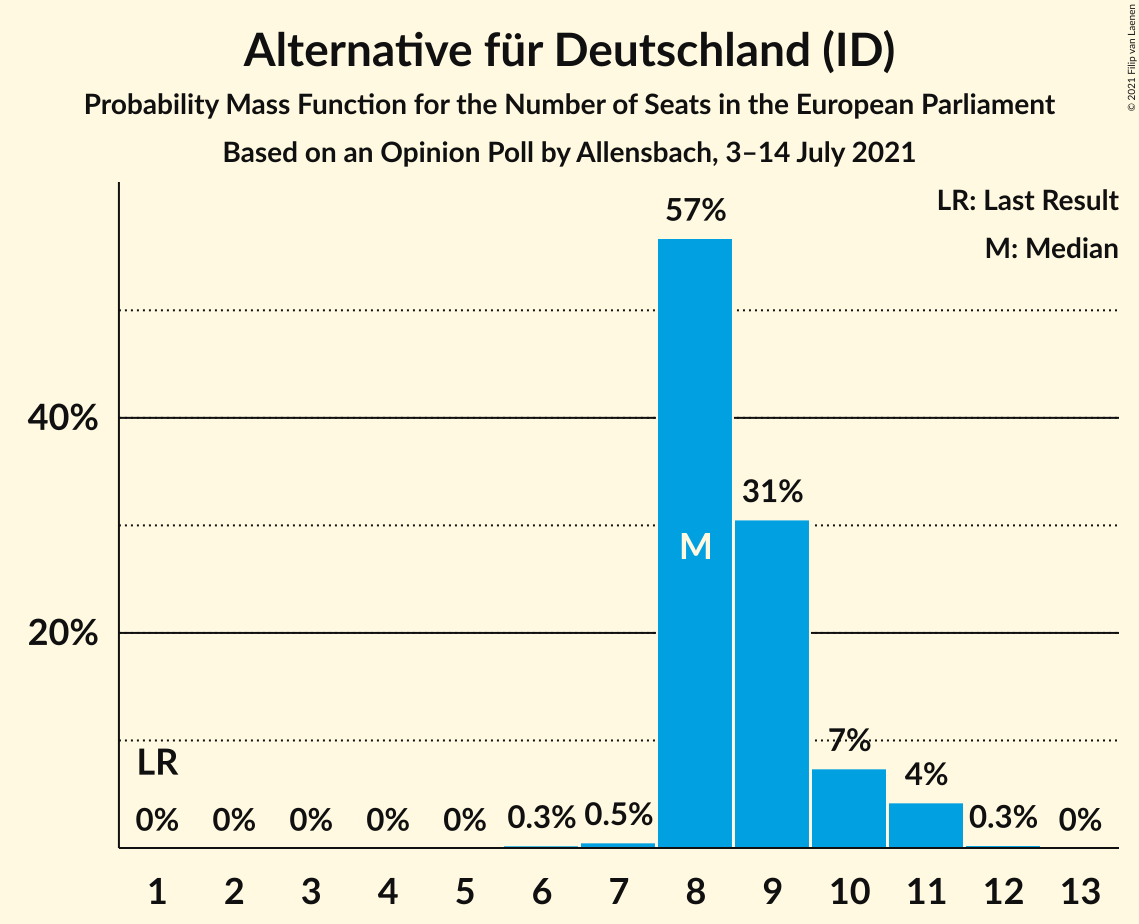 Alternative für Deutschland (ID)
Probability Mass Function for the Number of Seats in the European Parliament
Based on an Opinion Poll by Allensbach, 3–14 July 2021
© 2021 Filip van Laenen
LR: Last Result
M: Median
57%
40%
31%
M
20%
7%
LR
4%
0% 0% 0% 0% 0% 0.3% 0.5% 0.3% 0%
1 2 3 4 5 6 7 8 9 10 11 12 13